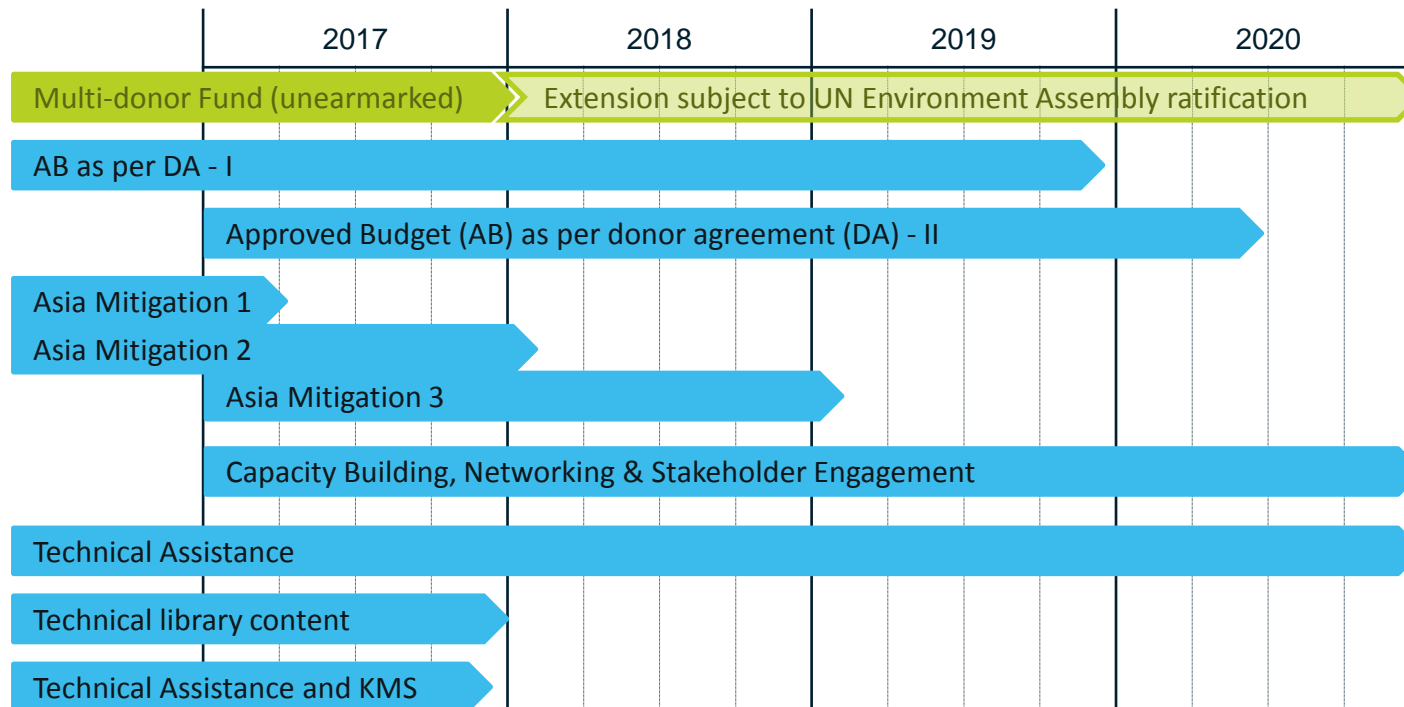 2017 2018 2019 2020
Multi-donor Fund (unearmarked) Extension subject to UN Environment Assembly ratification
AB as per DA - I
Approved Budget (AB) as per donor agreement (DA) - II
Asia Mitigation 1
Asia Mitigation 2
Asia Mitigation 3
Capacity Building, Networking & Stakeholder Engagement
Technical Assistance
Technical library content
Technical Assistance and KMS